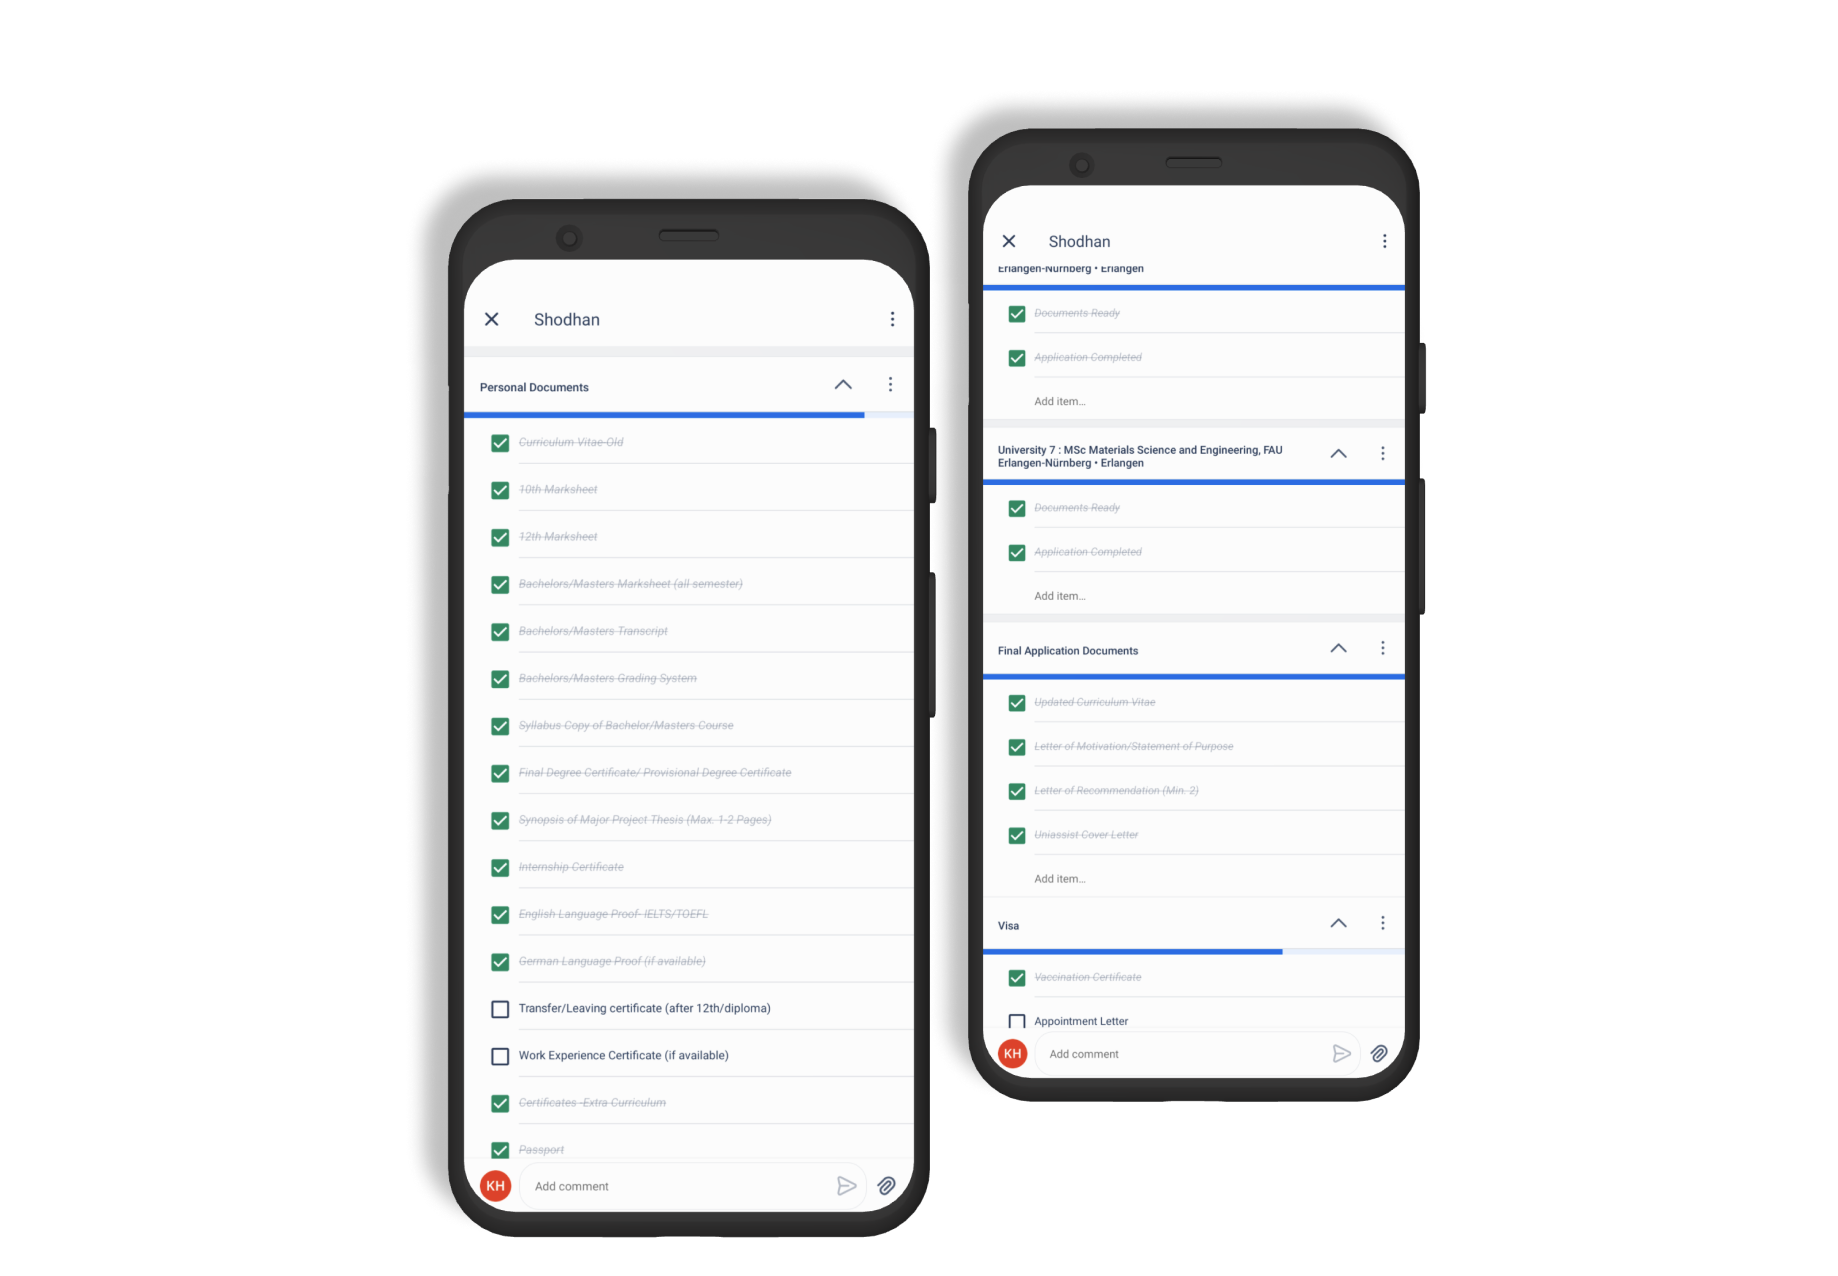 Shodhan
Personal Documents
Curriculum Vitae Old
10th Marksheet
12th Marksheet
Bachelors/Masters Marksheet (all semester)
Bachelors/Masters Transcript
Bachelors/Masters Grading System
Syllabus Copy of Bachelor/Masters Course
Final Degree Certificate/ Provisional Degree Certificate
Synopsis of Major Project Thesis (Max. 1-2 Pages)
Internship Certificate
English Language Proof- IELTS/TOEFL
German Language Proof (if available)
Transfer/Leaving certificate (after 12th/diploma)
Work Experience Certificate (if available)
Certificates -Extra Curriculum
Passport
KH
Add comment
Shodhan
Erlangen-Nürnberg • Erlangen
Documents Ready
Application Completed
Add item...
University 7 : MSc Materials Science and Engineering, FAU
Erlangen-Nürnberg • Erlangen
Documents Ready
Application Completed
Add item...
Final Application Documents
Updated Curriculum Vitae
Letter of Motivation/Statement of Purpose
Letter of Recommendation (Min. 2)
Uniassist Cover Letter
Add item...
Visa
Vaccination Certificate
Appointment Letter
KH
Add comment